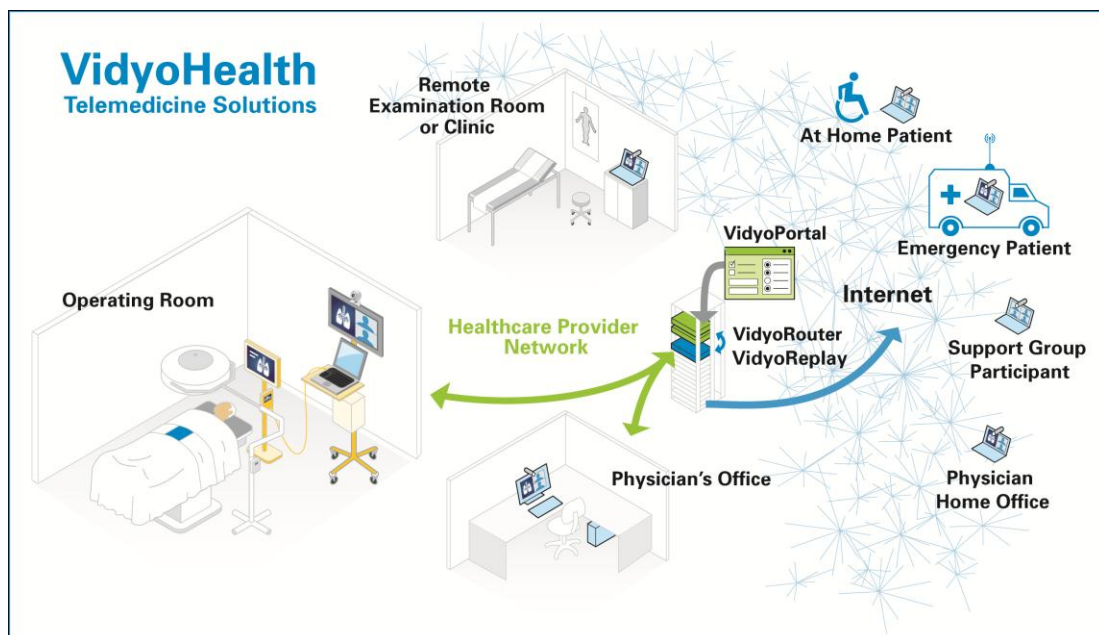 VidyoHealth
Telemedicine Solutions
Remote
Examination Room
or Clinic
At Home Patient
Emergency Patient
VidyoPortal
Internet
Operating Room
Healthcare Provider
Network
VidyoRouter
VidyoReplay
Support Group
Participant
Physician's Office
Physician
Home Office